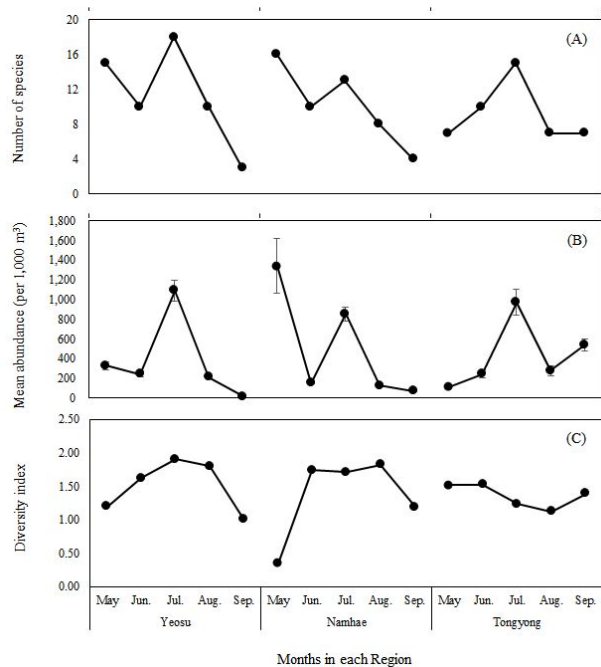 20
16
12
8
4
0
Number of species
(A)
1,800
1,600
1,400
1,200
1,000
800
600
400
200
0
Mean abundance (per 1,000 m³)
(B)
2.50
2.00
1.50
1.00
0.50
0.00
Diversity index
(C)
May Jun. Jul. Aug. Sep. May Jun. Jul. Aug. Sep. May Jun. Jul. Aug. Sep.
Yeosu Namhae Tongyong
Months in each Region